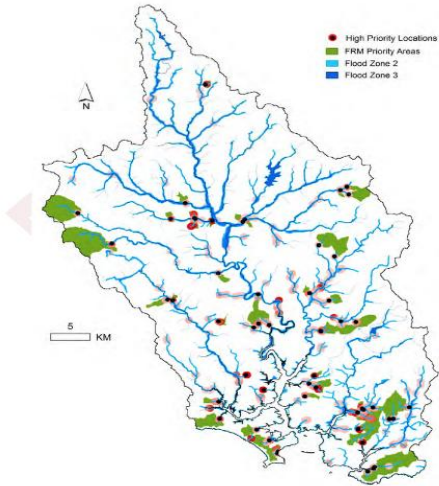 High Priority Locations
FRM Priority Areas
Flood Zone 2
Flood Zone 3
N
5
KM